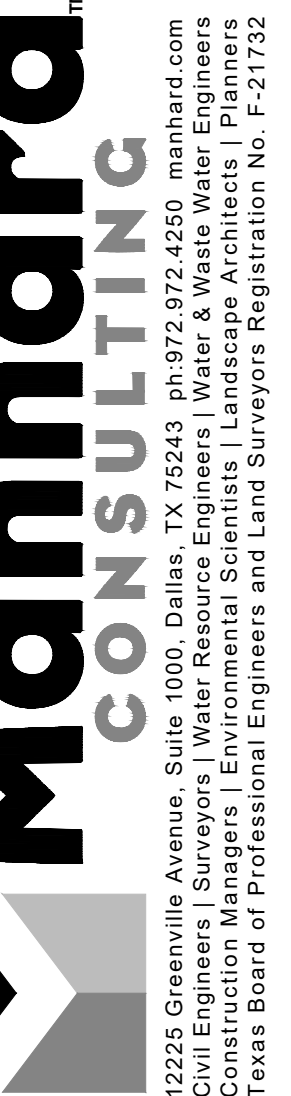 Manhard™
CONSULTING
12225 Greenville Avenue, Suite 1000, Dallas, TX 75243 ph:972.972.4250 manhard.com
Civil Engineers | Surveyors | Water Resource Engineers | Water & Waste Water Engineers
Construction Managers | Environmental Scientists | Landscape Architects | Planners
Texas Board of Professional Engineers and Land Surveyors Registration No. F-21732